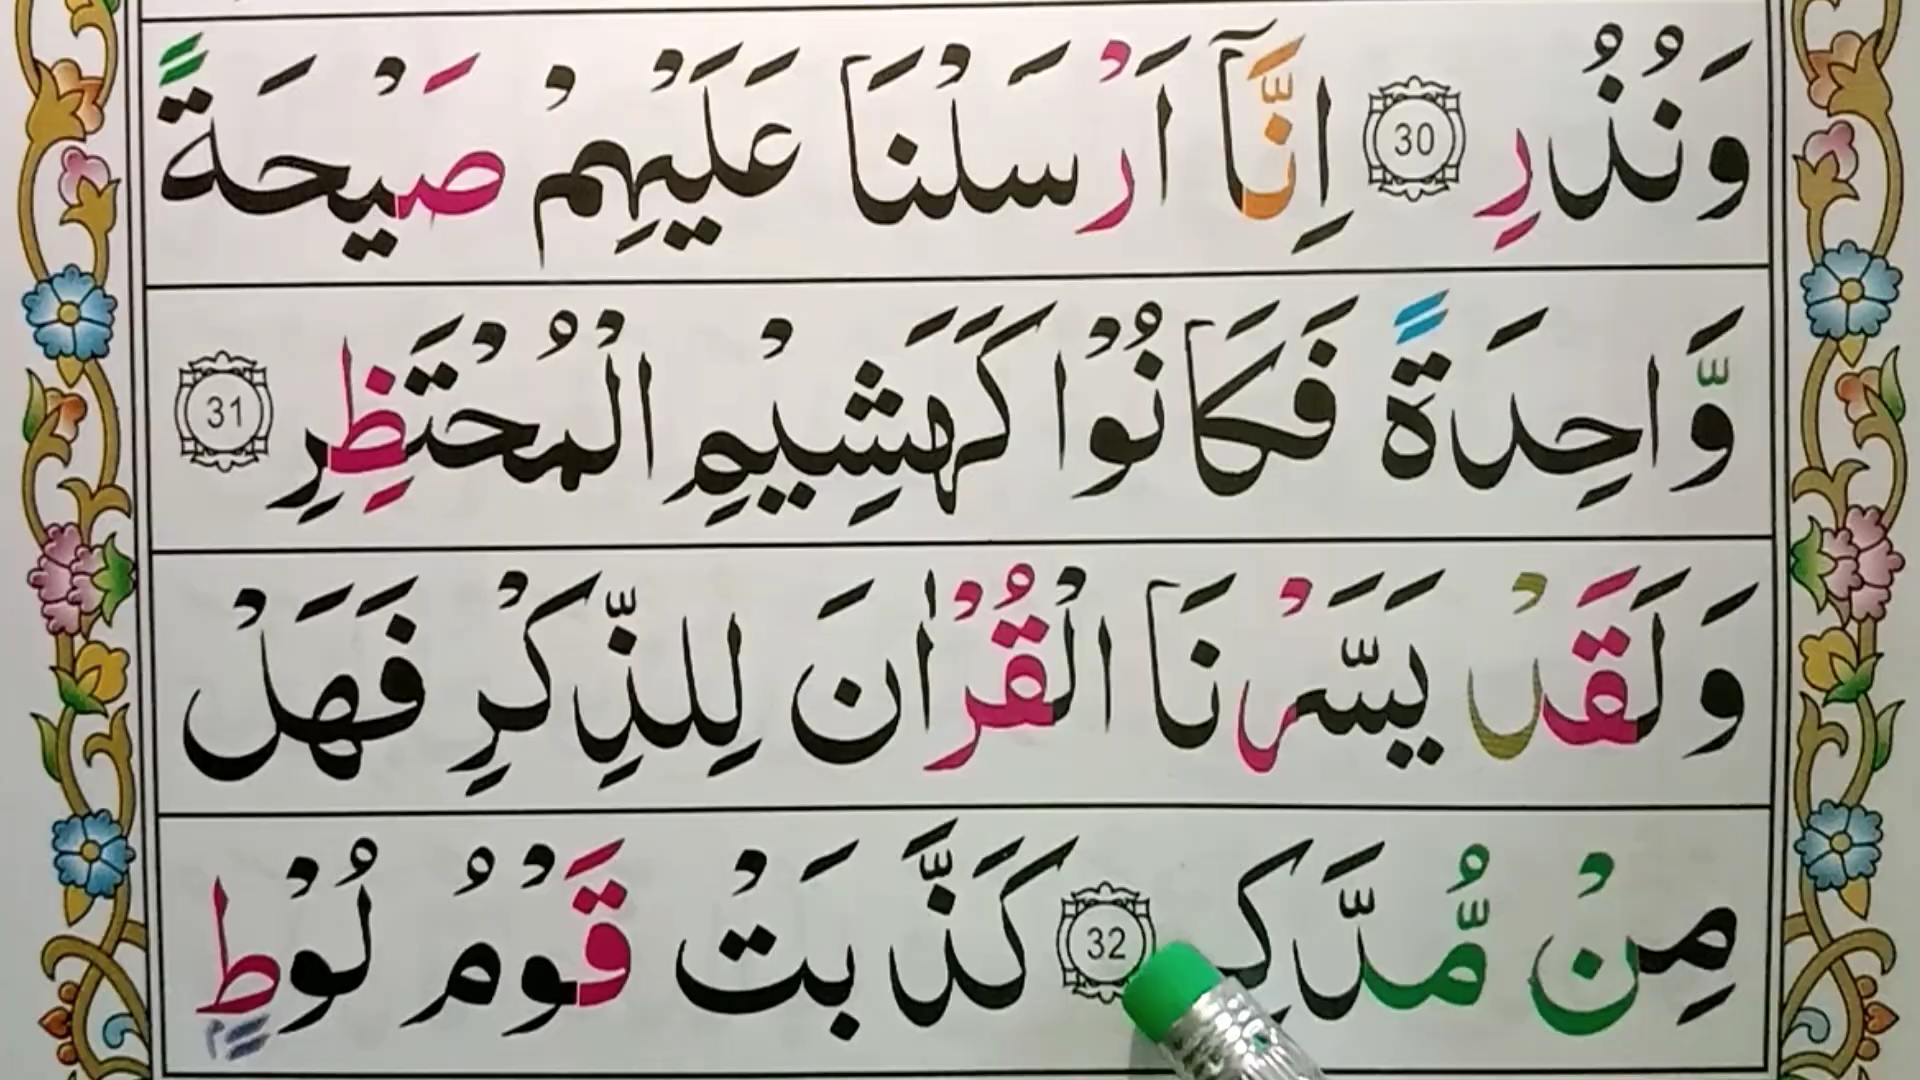 وَنُذُرِ 30 اِنَّاۤ اَرْسَلْنَا عَلَيْهِمْ صَيْحَةً
وَّاحِدَةً فَكَانُوْا كَهَشِيْمِ الْمُحْتَظِرِ 31
وَلَقَدْ يَسَّرْنَا الْقُرْاٰنَ لِلذِّكْرِ فَهَلْ
مِنْ مُّدَّكِ 32 كَذَّبَتْ قَوْمُ لُوْطٍۭ